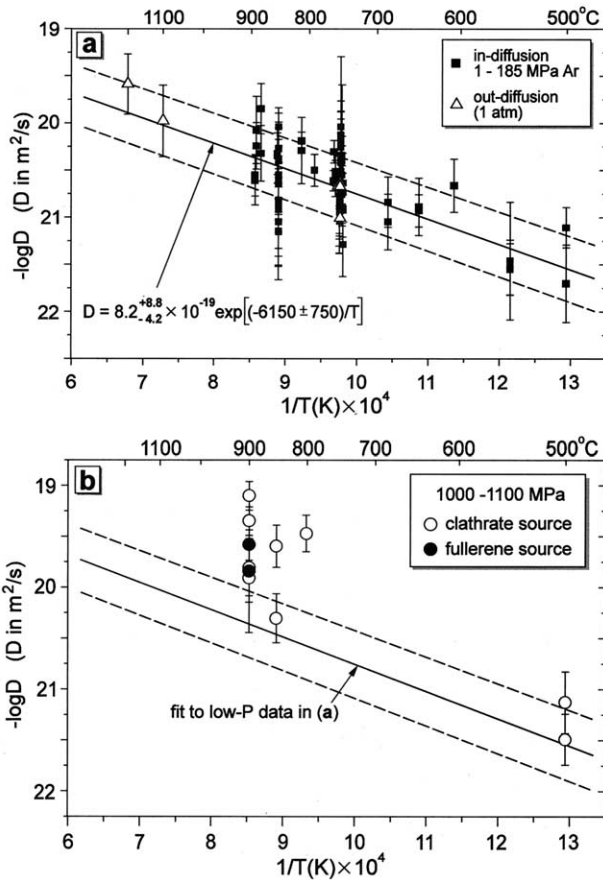 1100 1000 900 800 700 600 500°C
19
20
21
22
-logD (D in m²/s)
a
in-diffusion
1 - 185 MPa Ar
out-diffusion
(1 atm)
D = 8.2 +8.8 -4.2 × 10⁻¹⁹ exp[(-6150 ± 750)/T]
6 7 8 9 10 11 12 13
1/T(K)×10⁴
1100 1000 900 800 700 600 500°C
19
20
21
22
-logD (D in m²/s)
b
1000 -1100 MPa
clathrate source
fullerene source
fit to low-P data in (a)
6 7 8 9 10 11 12 13
1/T(K)×10⁴